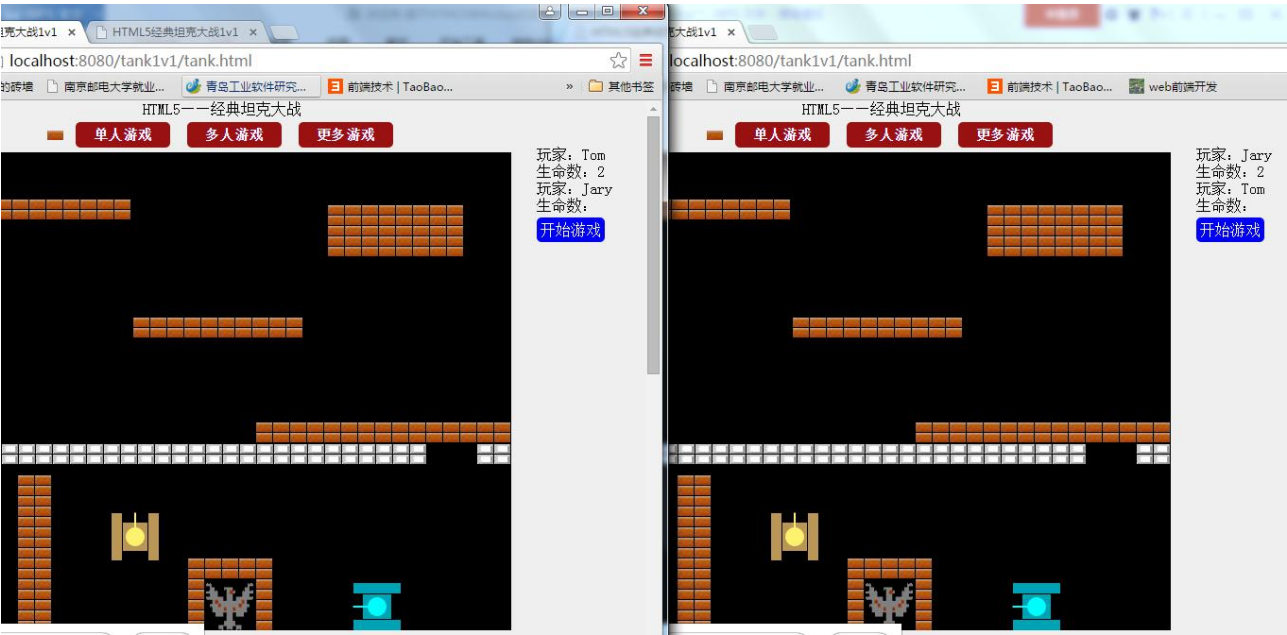 克大战1v1 × HTML5经典坦克大战1v1 ×
localhost:8080/tank1v1/tank.html
的砖墙 南京邮电大学就业... 青岛工业软件研究... 前端技术 | TaoBao... » 其他书签
HTML5——经典坦克大战
单人游戏 多人游戏 更多游戏
玩家：Tom
生命数：2
玩家：Jary
生命数：
开始游戏
克大战1v1 ×
localhost:8080/tank1v1/tank.html
砖墙 南京邮电大学就业... 青岛工业软件研究... 前端技术 | TaoBao... web前端开发
HTML5——经典坦克大战
单人游戏 多人游戏 更多游戏
玩家：Jary
生命数：2
玩家：Tom
生命数：
开始游戏